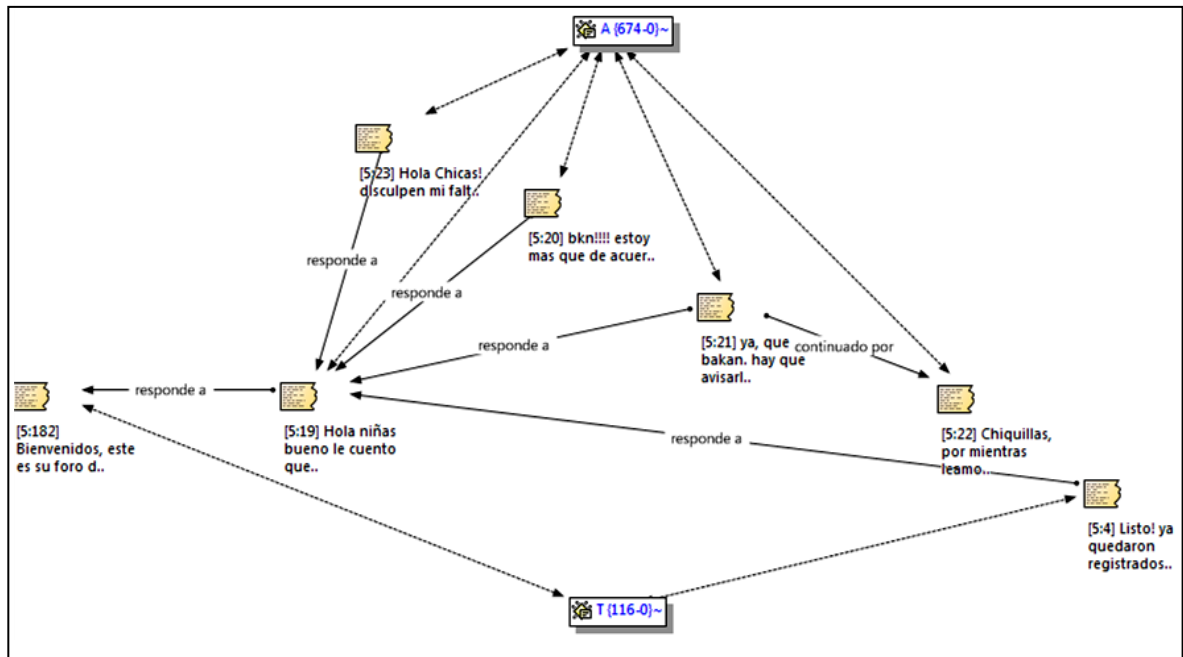 A {674-0}~
[5:23] Hola Chicas!
disculpen mi falt..
[5:20] bkn!!!! estoy
mas que de acuer..
responde a
responde a
[5:21] ya, que
bakan. hay que
avisarl..
continuado por
responde a
responde a
[5:182]
Bienvenidos, este
es su foro d..
[5:19] Hola niñas
bueno le cuento
que..
[5:22] Chiquillas,
por mientras
leamo..
responde a
[5:4] Listo! ya
quedaron
registrados..
T {116-0}~